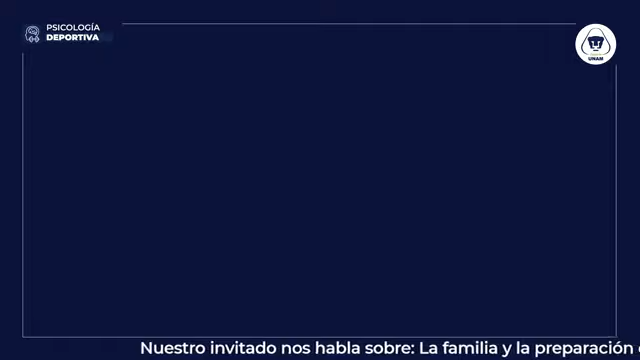 PSICOLOGÍA
DEPORTIVA
UNAM
Nuestro invitado nos habla sobre: La familia y la preparación